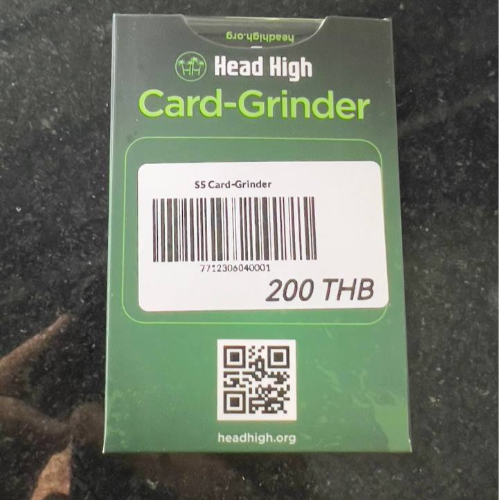 headhigh.org
Head High
Card-Grinder
S5 Card-Grinder
7712306040001
200 THB
headhigh.org